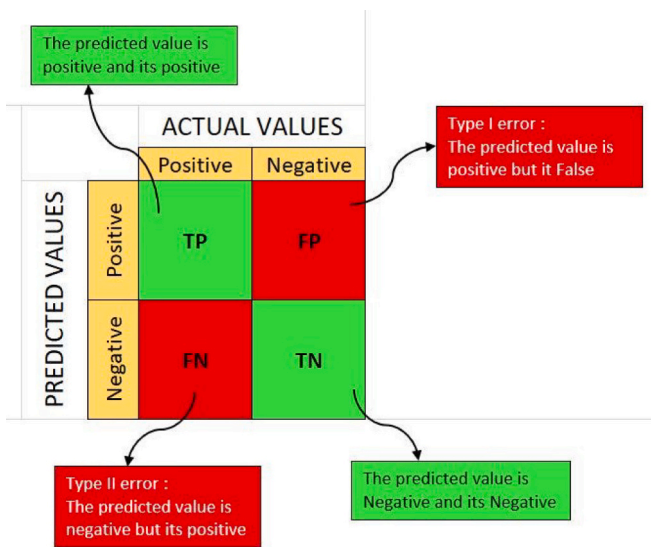 The predicted value is
positive and its positive
ACTUAL VALUES
Positive
Negative
Type I error :
The predicted value is
positive but it False
PREDICTED VALUES
Positive
TP
FP
Negative
FN
TN
Type II error :
The predicted value is
negative but its positive
The predicted value is
Negative and its Negative